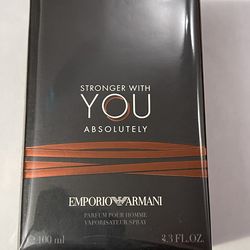 STRONGER WITH
YOU
ABSOLUTELY
EMPORIO ARMANI
PARFUM POUR HOMME
VAPORISATEUR SPRAY
100 ml 3.3 FL.OZ.